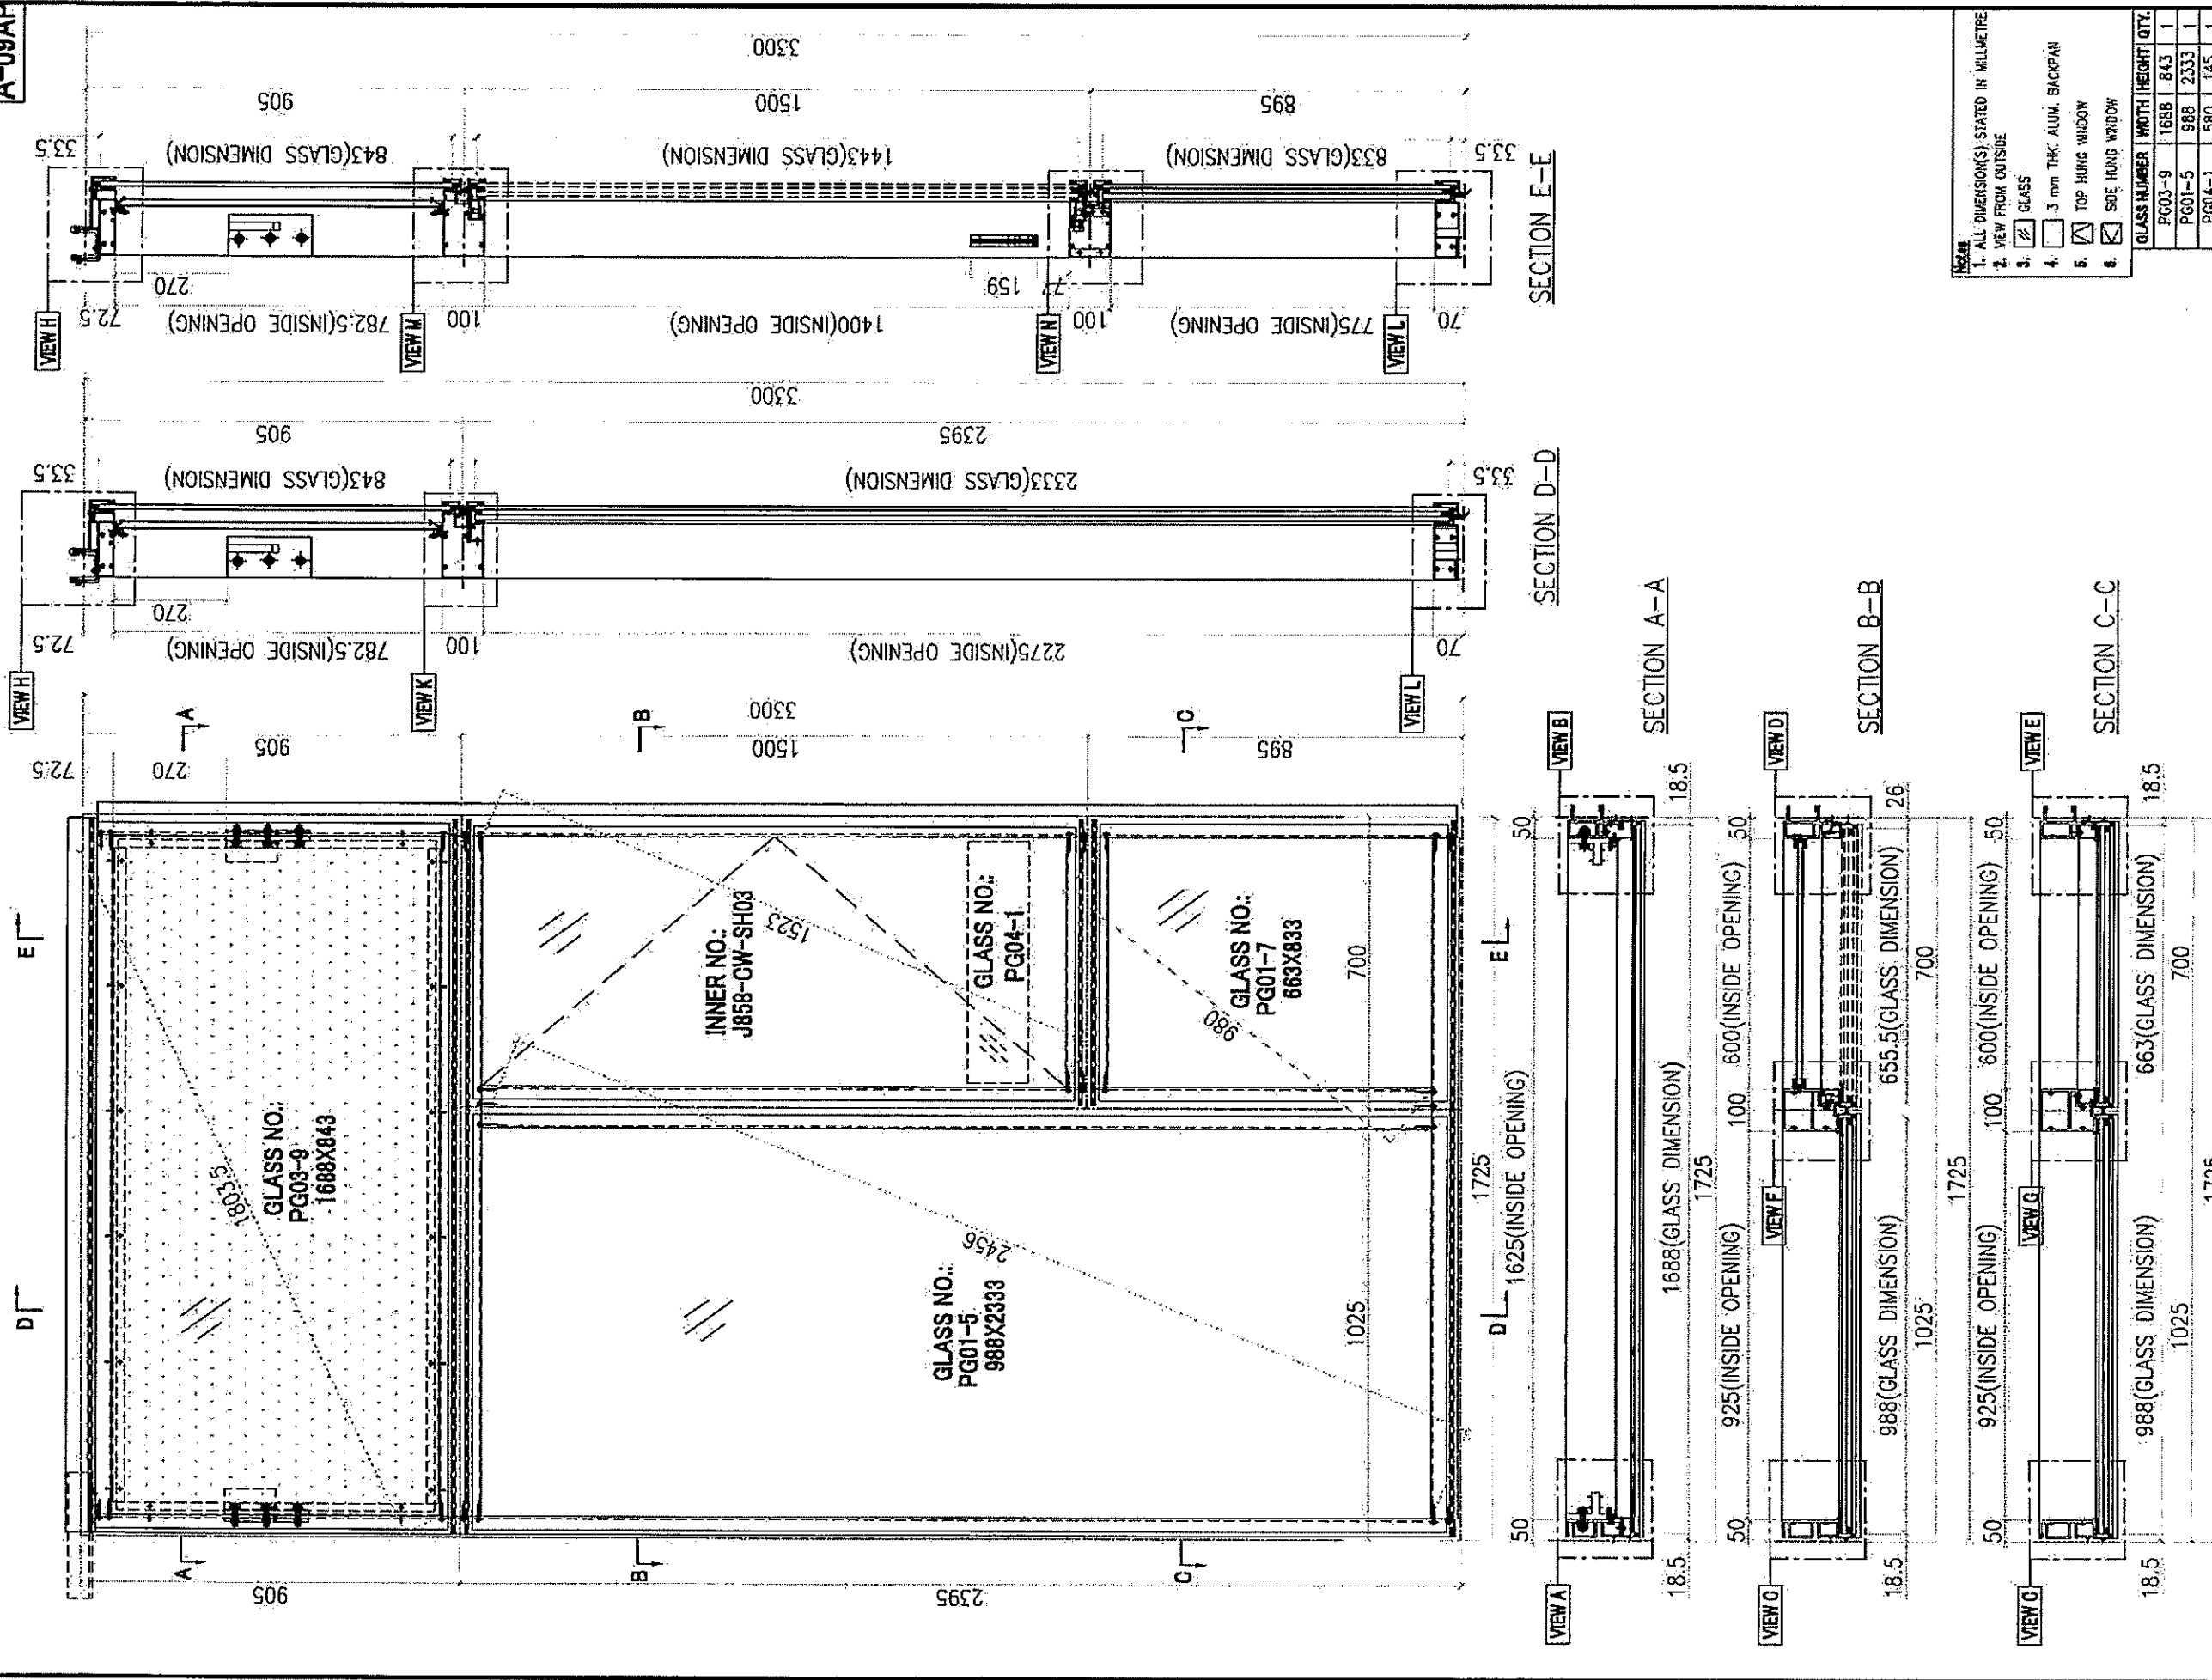 A-09AP
3300
905
1500
895
33.5
843(GLASS DIMENSION)
1443(GLASS DIMENSION)
833(GLASS DIMENSION)
33.5
270
159
77
72.5
782.5(INSIDE OPENING)
100
1400(INSIDE OPENING)
100
775(INSIDE OPENING)
70
VIEW H
VIEW M
VIEW N
VIEW L
SECTION E-E
3300
905
2395
33.5
843(GLASS DIMENSION)
2333(GLASS DIMENSION)
33.5
270
72.5
782.5(INSIDE OPENING)
100
2275(INSIDE OPENING)
70
VIEW H
VIEW K
VIEW L
SECTION D-D
3300
905
1500
895
72.5
270
A
B
C
E
D
GLASS NO.:
PG03-9
1688X843
1803.5
INNER NO.:
J858-CW-SH03
1523
GLASS NO.:
PG04-1
GLASS NO.:
PG01-7
663X833
980
GLASS NO.:
PG01-5
988X2333
2456
700
1025
1725
E
D
A
B
C
905
2395
SECTION A-A
VIEW B
VIEW A
50
1625(INSIDE OPENING)
50
18.5
1688(GLASS DIMENSION)
18.5
1725
SECTION B-B
VIEW D
VIEW F
VIEW C
50
925(INSIDE OPENING)
100
600(INSIDE OPENING)
50
18.5
988(GLASS DIMENSION)
655.5(GLASS DIMENSION)
26
1025
700
1725
SECTION C-C
VIEW E
VIEW G
50
925(INSIDE OPENING)
100
600(INSIDE OPENING)
50
18.5
988(GLASS DIMENSION)
663(GLASS DIMENSION)
18.5
1025
700
1725
1. ALL DIMENSION(S) STATED IN MILLMETRE
2. VIEW FROM OUTSIDE
3. GLASS
4. 3 mm THK. ALUM. BACKPAN
5. TOP HUNG WINDOW
6. SIDE HUNG WINDOW
GLASS NUMBER WIDTH HEIGHT QTY.
PG03-9 1688 843 1
PG01-5 988 2333 1
PG04-1 580 145 1